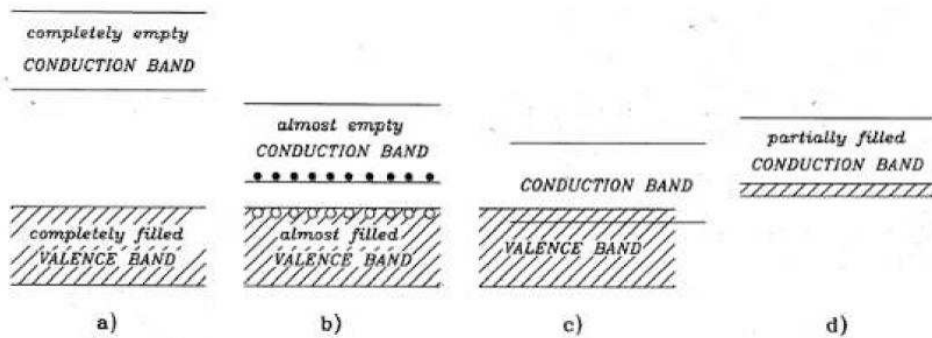 completely empty
CONDUCTION BAND
completely filled
VALENCE BAND
a)
almost empty
CONDUCTION BAND
almost filled
VALENCE BAND
b)
CONDUCTION BAND
VALENCE BAND
c)
partially filled
CONDUCTION BAND
d)